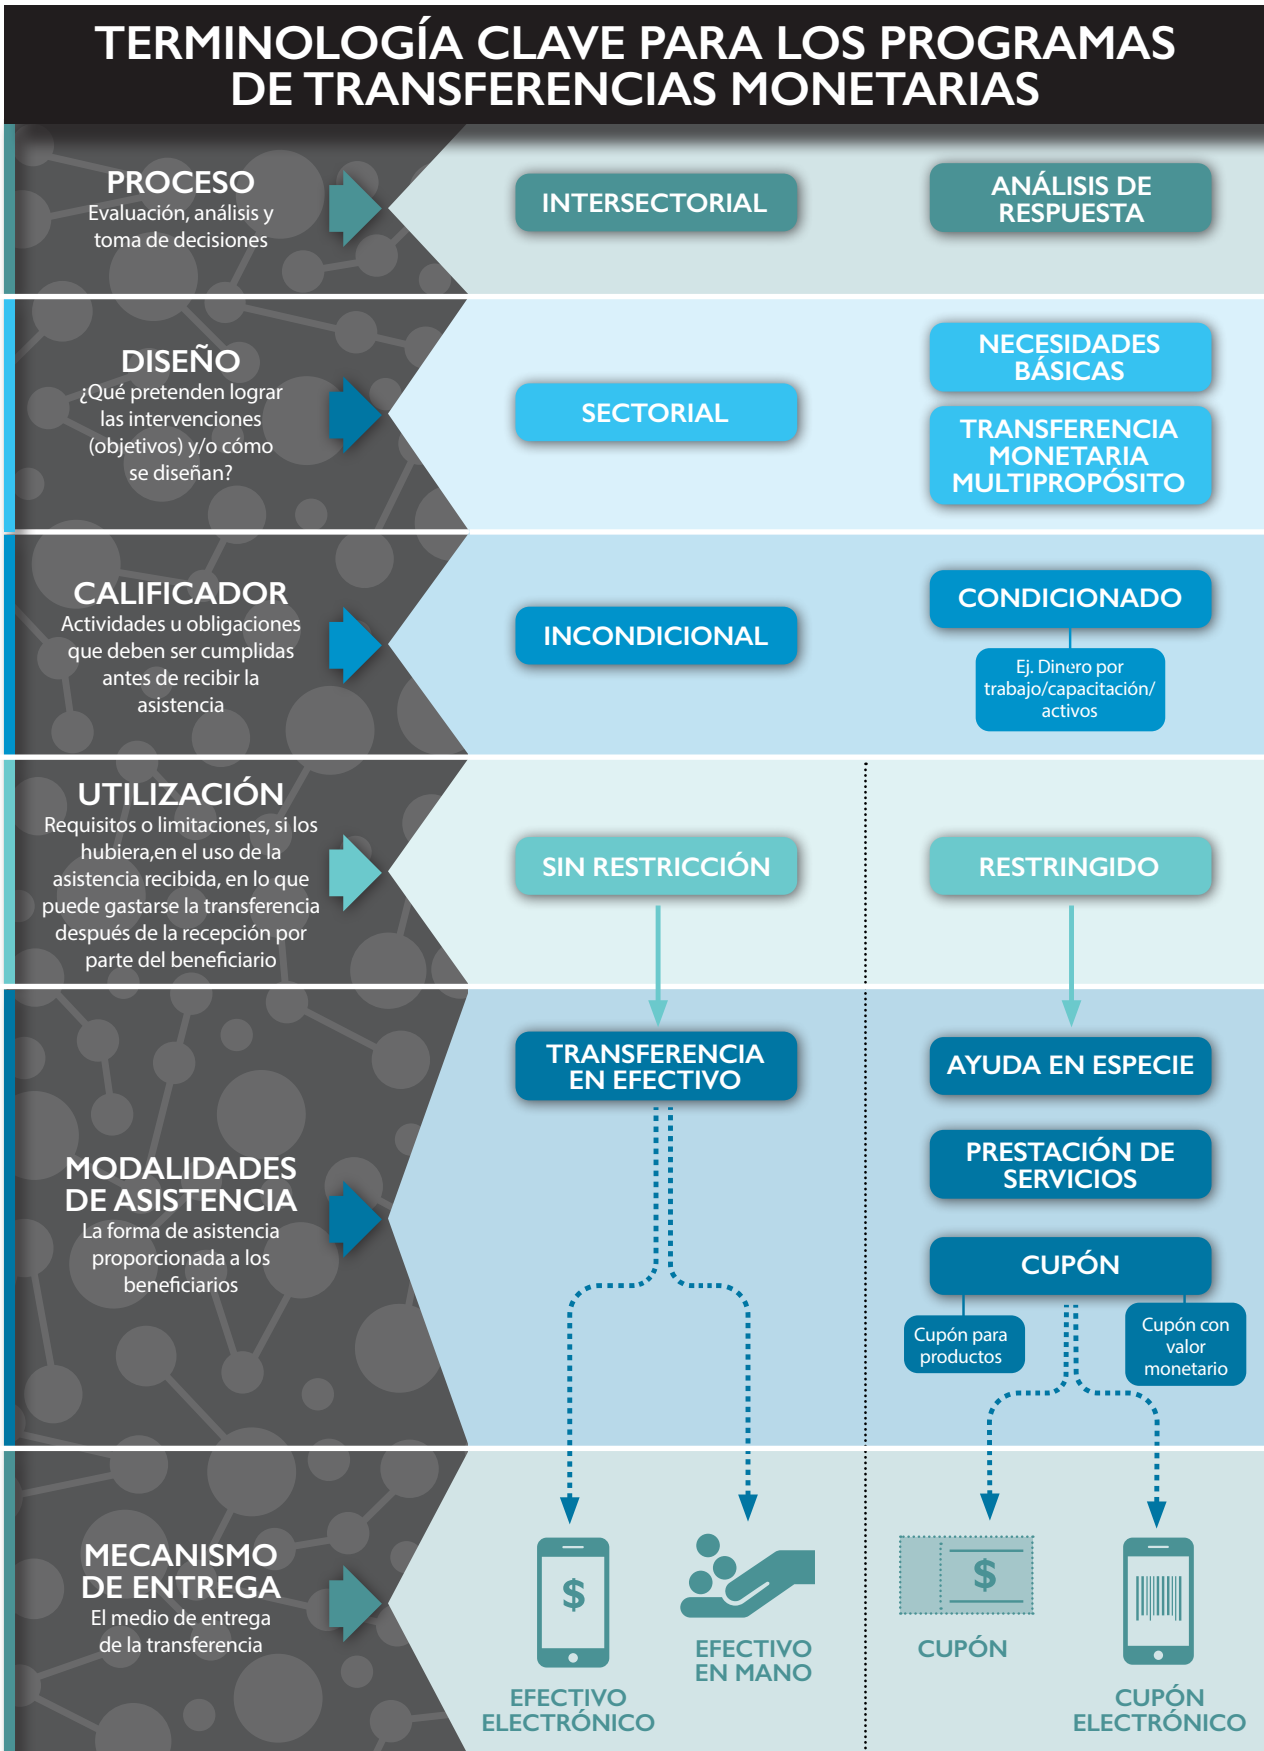 TERMINOLOGÍA CLAVE PARA LOS PROGRAMAS
DE TRANSFERENCIAS MONETARIAS
PROCESO
Evaluación, análisis y
toma de decisiones
INTERSECTORIAL
ANÁLISIS DE
RESPUESTA
DISEÑO
¿Qué pretenden lograr
las intervenciones
(objetivos) y/o cómo
se diseñan?
SECTORIAL
NECESIDADES
BÁSICAS
TRANSFERENCIA
MONETARIA
MULTIPROPÓSITO
CALIFICADOR
Actividades u obligaciones
que deben ser cumplidas
antes de recibir la
asistencia
INCONDICIONAL
CONDICIONADO
Ej. Dinero por
trabajo/capacitación/
activos
UTILIZACIÓN
Requisitos o limitaciones, si los
hubiera,en el uso de la
asistencia recibida, en lo que
puede gastarse la transferencia
después de la recepción por
parte del beneficiario
SIN RESTRICCIÓN
RESTRINGIDO
MODALIDADES
DE ASISTENCIA
La forma de asistencia
proporcionada a los
beneficiarios
TRANSFERENCIA
EN EFECTIVO
AYUDA EN ESPECIE
PRESTACIÓN DE
SERVICIOS
CUPÓN
Cupón para
productos
Cupón con
valor
monetario
MECANISMO
DE ENTREGA
El medio de entrega
de la transferencia
$
EFECTIVO
ELECTRÓNICO
EFECTIVO
EN MANO
$
CUPÓN
CUPÓN
ELECTRÓNICO